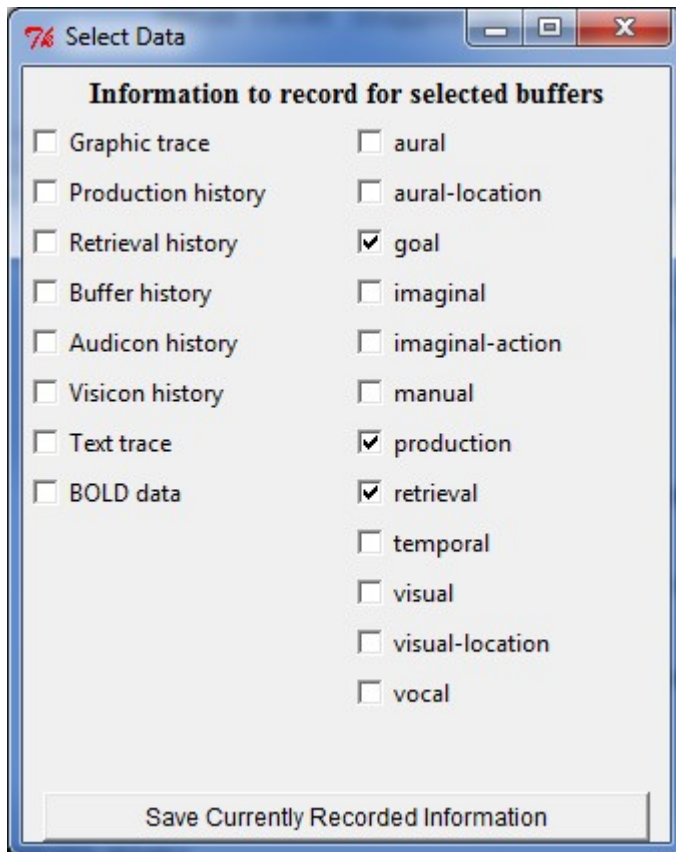 Select Data
Information to record for selected buffers
Graphic trace
Production history
Retrieval history
Buffer history
Audicon history
Visicon history
Text trace
BOLD data
aural
aural-location
goal
imaginal
imaginal-action
manual
production
retrieval
temporal
visual
visual-location
vocal
Save Currently Recorded Information